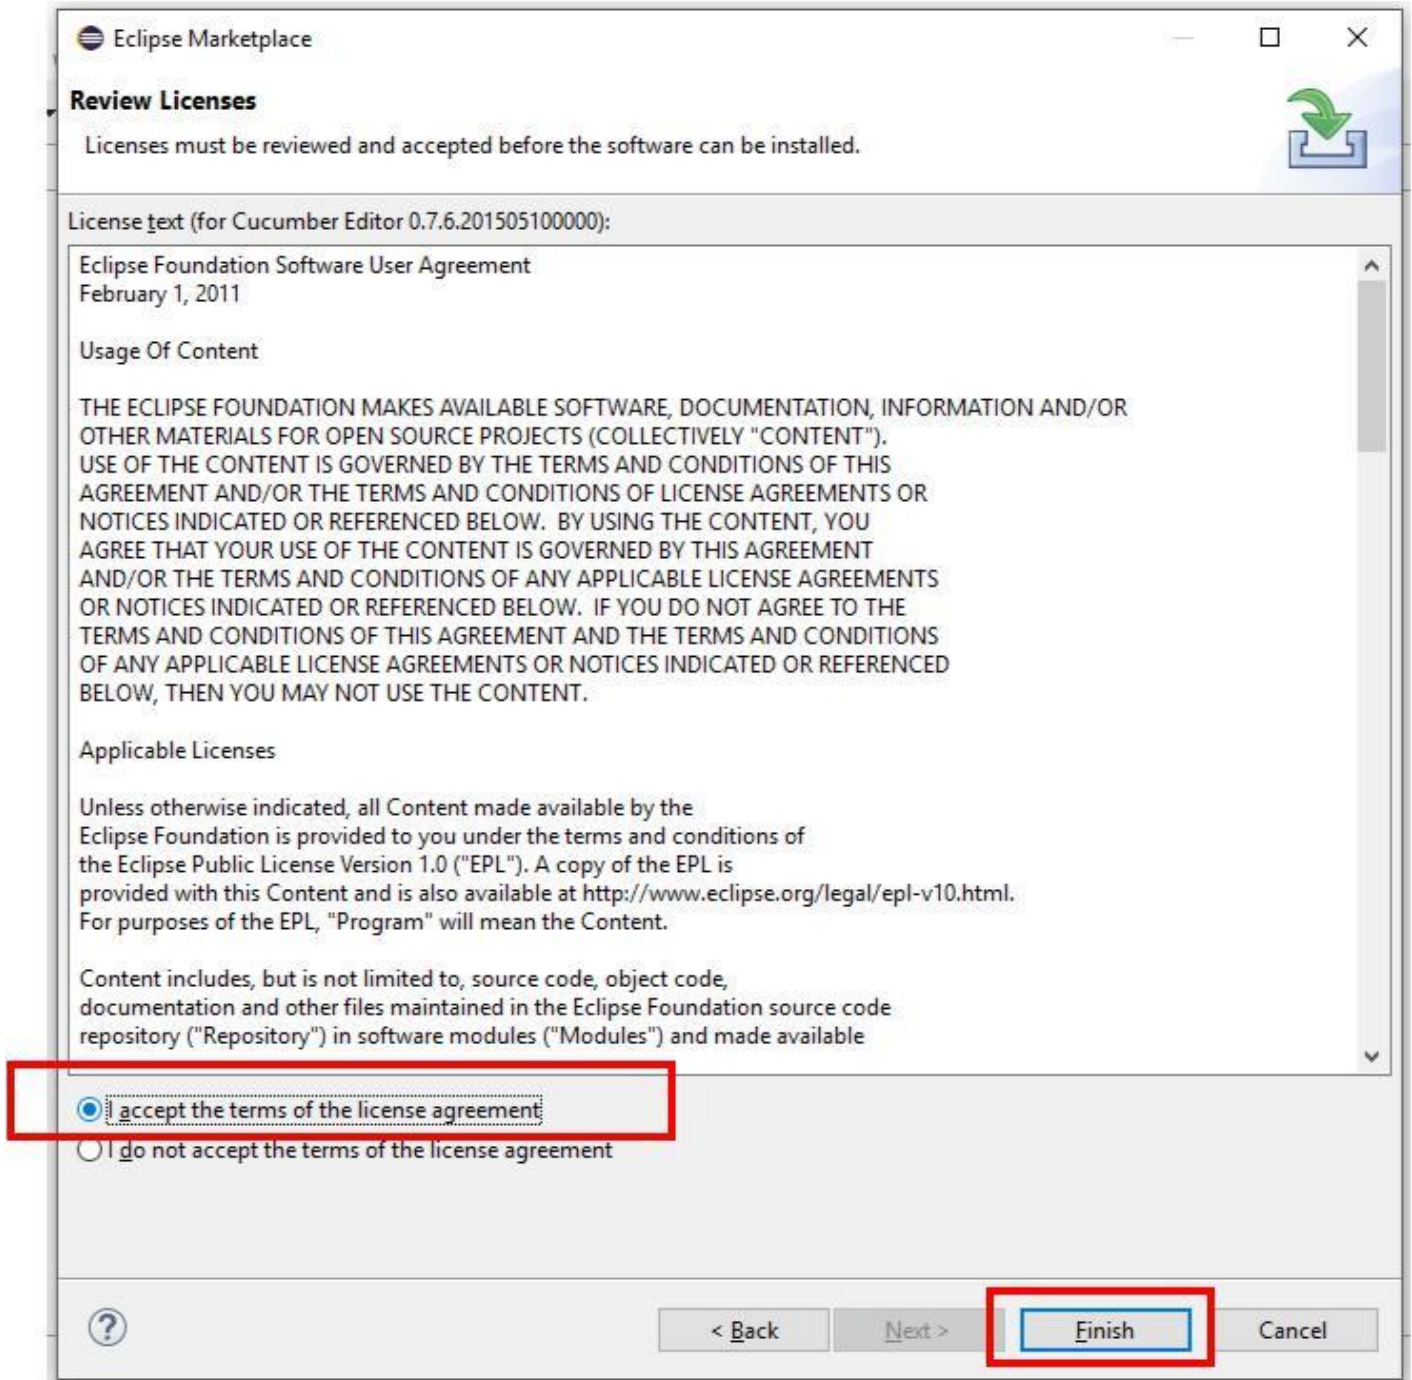 Eclipse Marketplace
Review Licenses
Licenses must be reviewed and accepted before the software can be installed.
License text (for Cucumber Editor 0.7.6.201505100000):
Eclipse Foundation Software User Agreement
February 1, 2011
Usage Of Content
THE ECLIPSE FOUNDATION MAKES AVAILABLE SOFTWARE, DOCUMENTATION, INFORMATION AND/OR
OTHER MATERIALS FOR OPEN SOURCE PROJECTS (COLLECTIVELY "CONTENT").
USE OF THE CONTENT IS GOVERNED BY THE TERMS AND CONDITIONS OF THIS
AGREEMENT AND/OR THE TERMS AND CONDITIONS OF LICENSE AGREEMENTS OR
NOTICES INDICATED OR REFERENCED BELOW.  BY USING THE CONTENT, YOU
AGREE THAT YOUR USE OF THE CONTENT IS GOVERNED BY THIS AGREEMENT
AND/OR THE TERMS AND CONDITIONS OF ANY APPLICABLE LICENSE AGREEMENTS
OR NOTICES INDICATED OR REFERENCED BELOW.  IF YOU DO NOT AGREE TO THE
TERMS AND CONDITIONS OF THIS AGREEMENT AND THE TERMS AND CONDITIONS
OF ANY APPLICABLE LICENSE AGREEMENTS OR NOTICES INDICATED OR REFERENCED
BELOW, THEN YOU MAY NOT USE THE CONTENT.
Applicable Licenses
Unless otherwise indicated, all Content made available by the
Eclipse Foundation is provided to you under the terms and conditions of
the Eclipse Public License Version 1.0 ("EPL"). A copy of the EPL is
provided with this Content and is also available at http://www.eclipse.org/legal/epl-v10.html.
For purposes of the EPL, "Program" will mean the Content.
Content includes, but is not limited to, source code, object code,
documentation and other files maintained in the Eclipse Foundation source code
repository ("Repository") in software modules ("Modules") and made available
I accept the terms of the license agreement
I do not accept the terms of the license agreement
? < Back Next > Finish Cancel